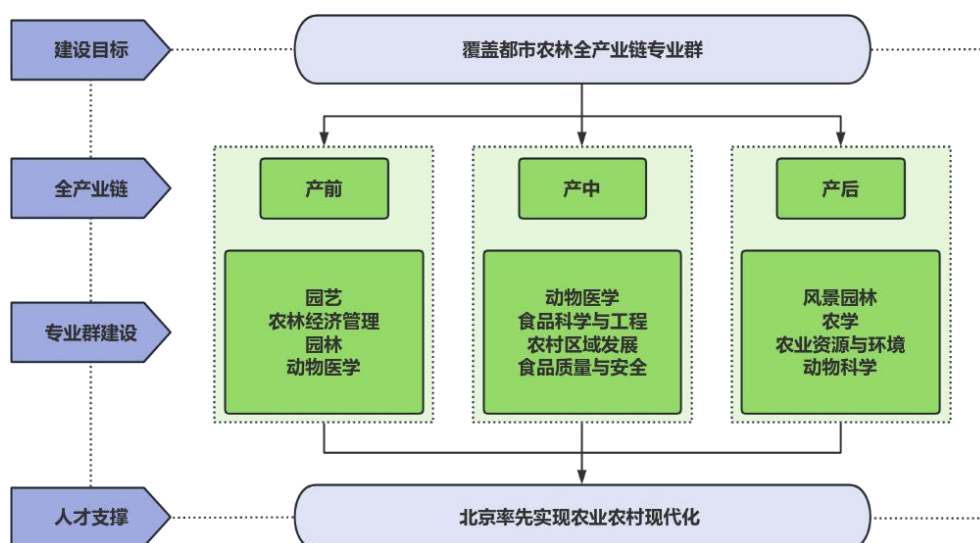 建设目标
覆盖都市农林全产业链专业群
全产业链
产前
产中
产后
专业群建设
园艺
农林经济管理
园林
动物医学
动物医学
食品科学与工程
农村区域发展
食品质量与安全
风景园林
农学
农业资源与环境
动物科学
人才支撑
北京率先实现农业农村现代化